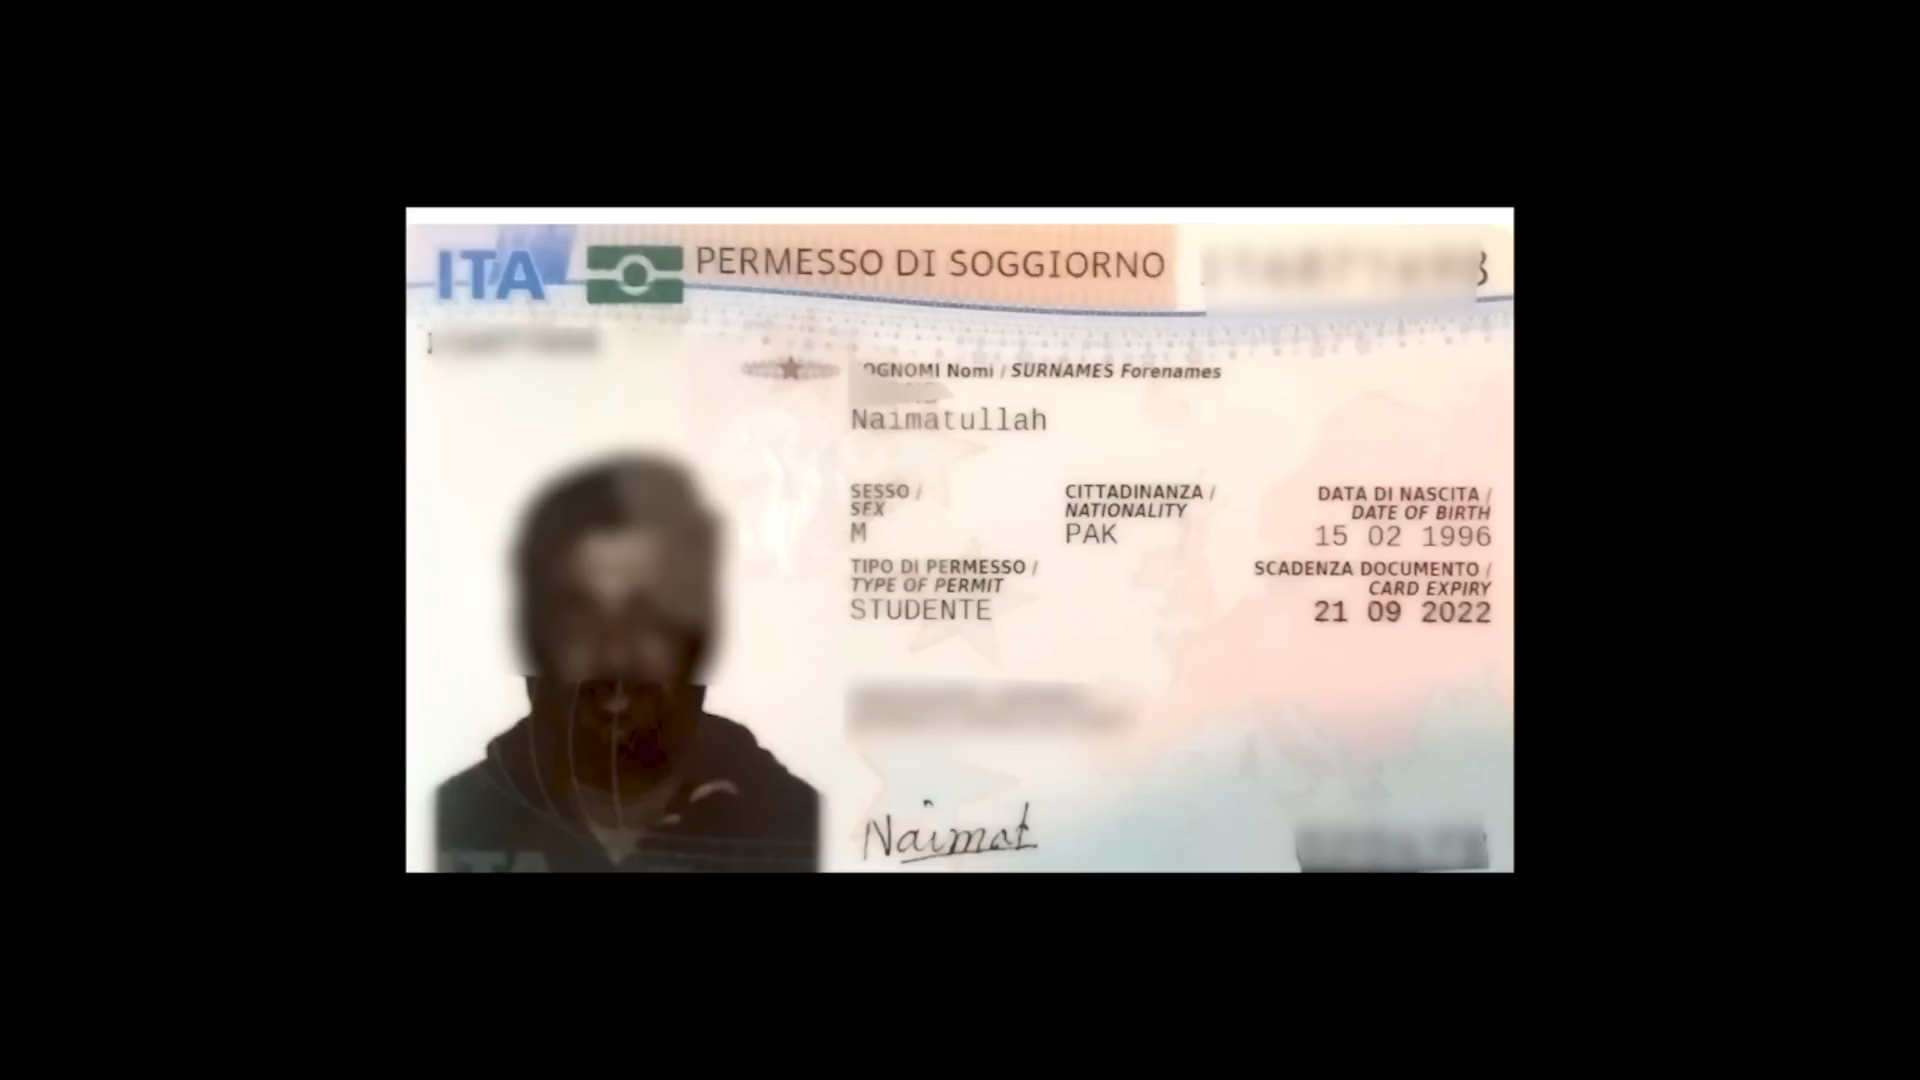 ITA PERMESSO DI SOGGIORNO
OGNOMI Nomi / SURNAMES Forenames
Naimatullah
SESSO / CITTADINANZA / DATA DI NASCITA /
SEX NATIONALITY DATE OF BIRTH
M PAK 15 02 1996
TIPO DI PERMESSO / SCADENZA DOCUMENTO /
TYPE OF PERMIT CARD EXPIRY
STUDENTE 21 09 2022
Naimat